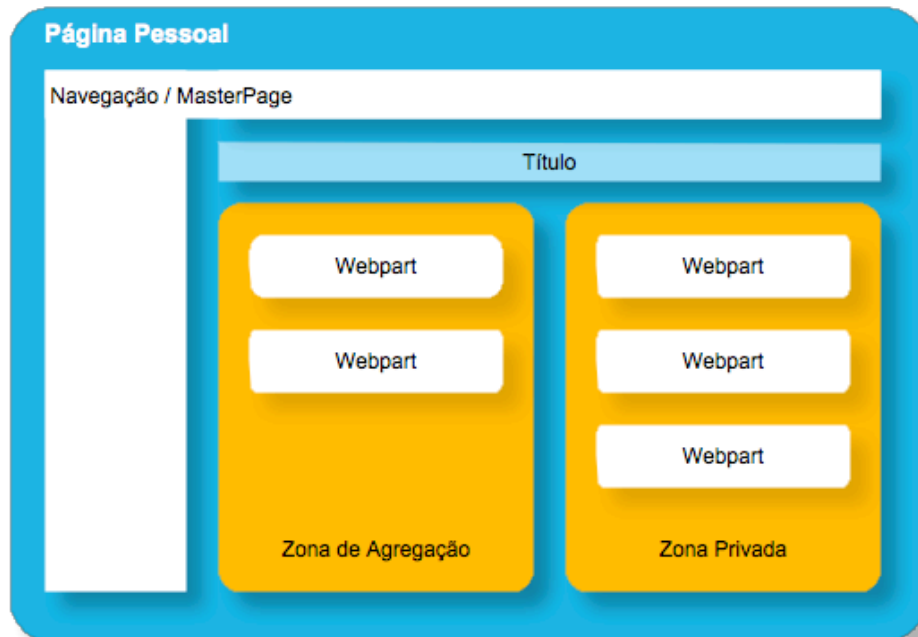 Página Pessoal
Navegação / MasterPage
Título
Webpart
Webpart
Zona de Agregação
Webpart
Webpart
Webpart
Zona Privada